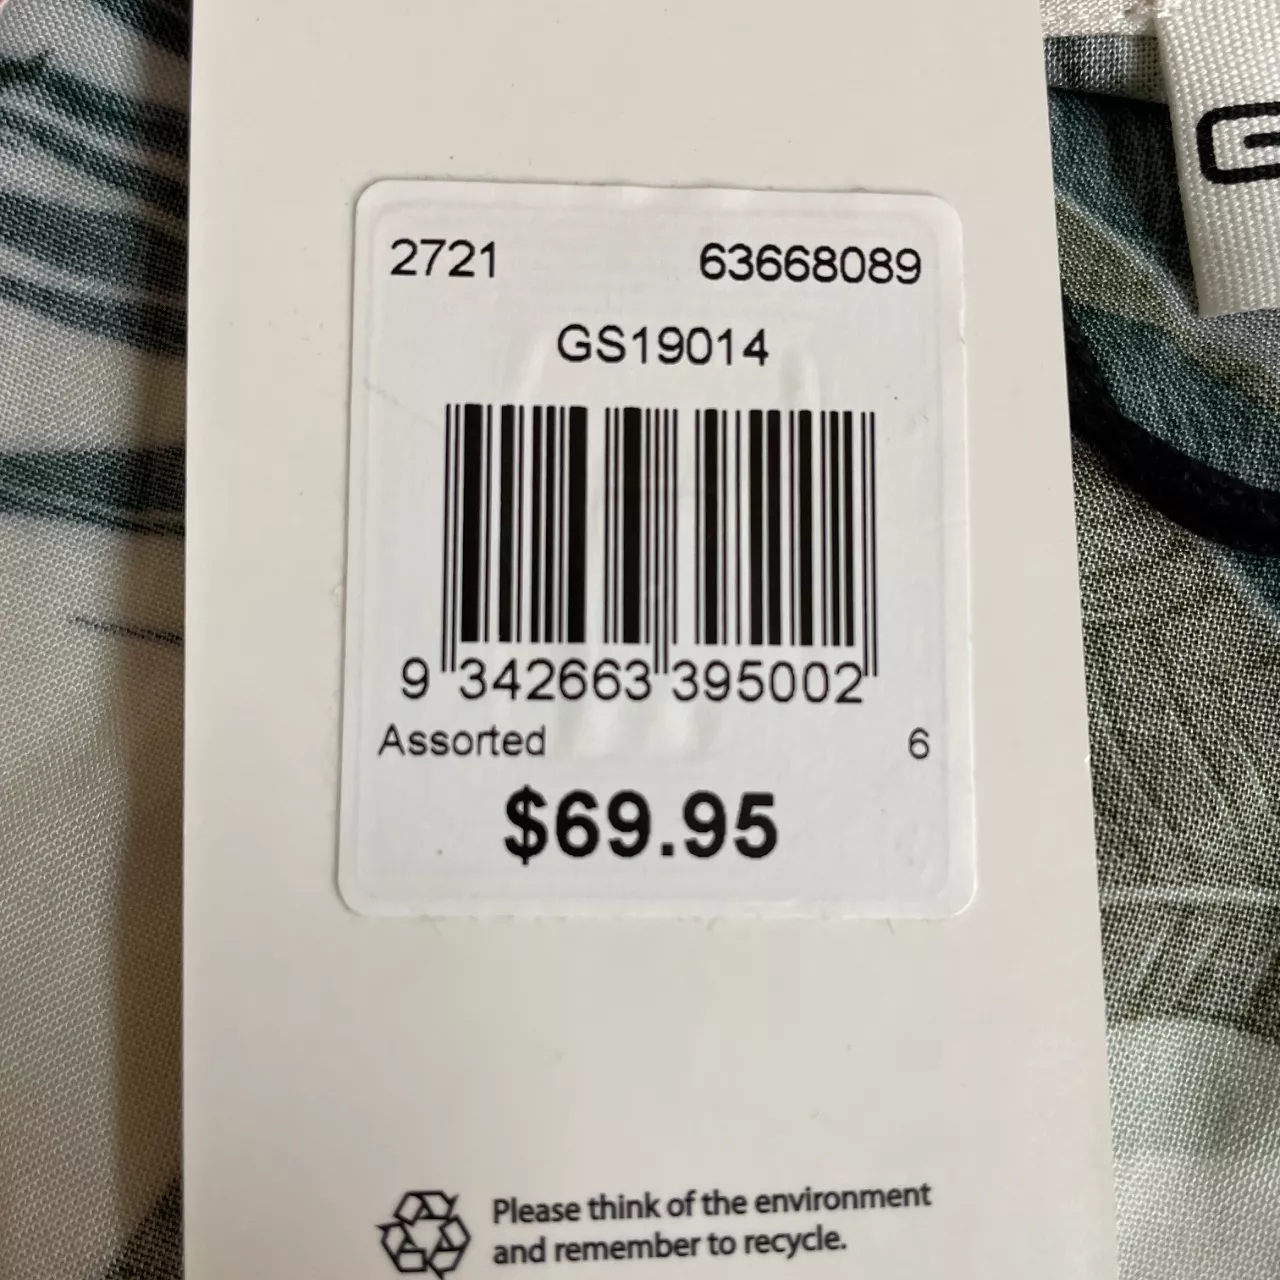 2721 63668089
GS19014
9 342663 395002
Assorted 6
$69.95
Please think of the environment
and remember to recycle.